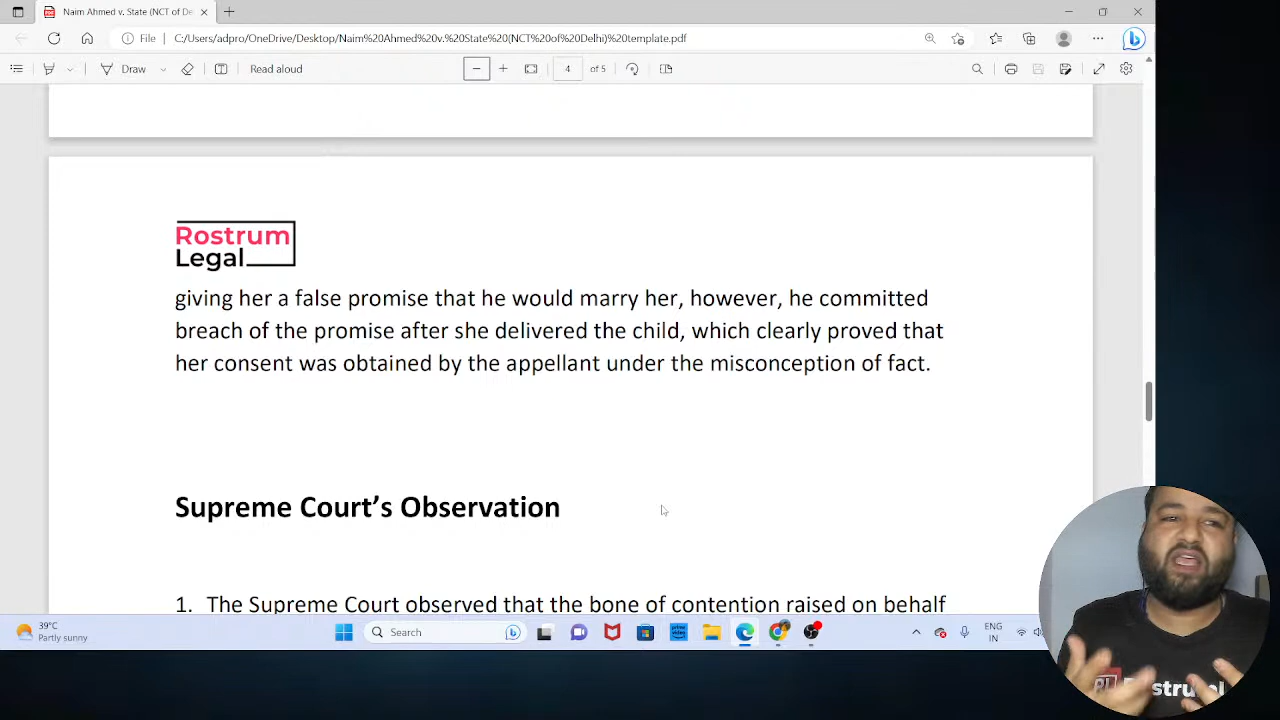 Naim Ahmed v. State (NCT of De
File
C:/Users/adpro/OneDrive/Desktop/Naim%20Ahmed%20v.%20State%20(NCT%20of%20Delhi)%20template.pdf
Draw
Read aloud
4
of 5
Rostrum
Legal
giving her a false promise that he would marry her, however, he committed
breach of the promise after she delivered the child, which clearly proved that
her consent was obtained by the appellant under the misconception of fact.
Supreme Court’s Observation
1. The Supreme Court observed that the bone of contention raised on behalf
39°C
Partly sunny
Search
prime video
ENG
IN